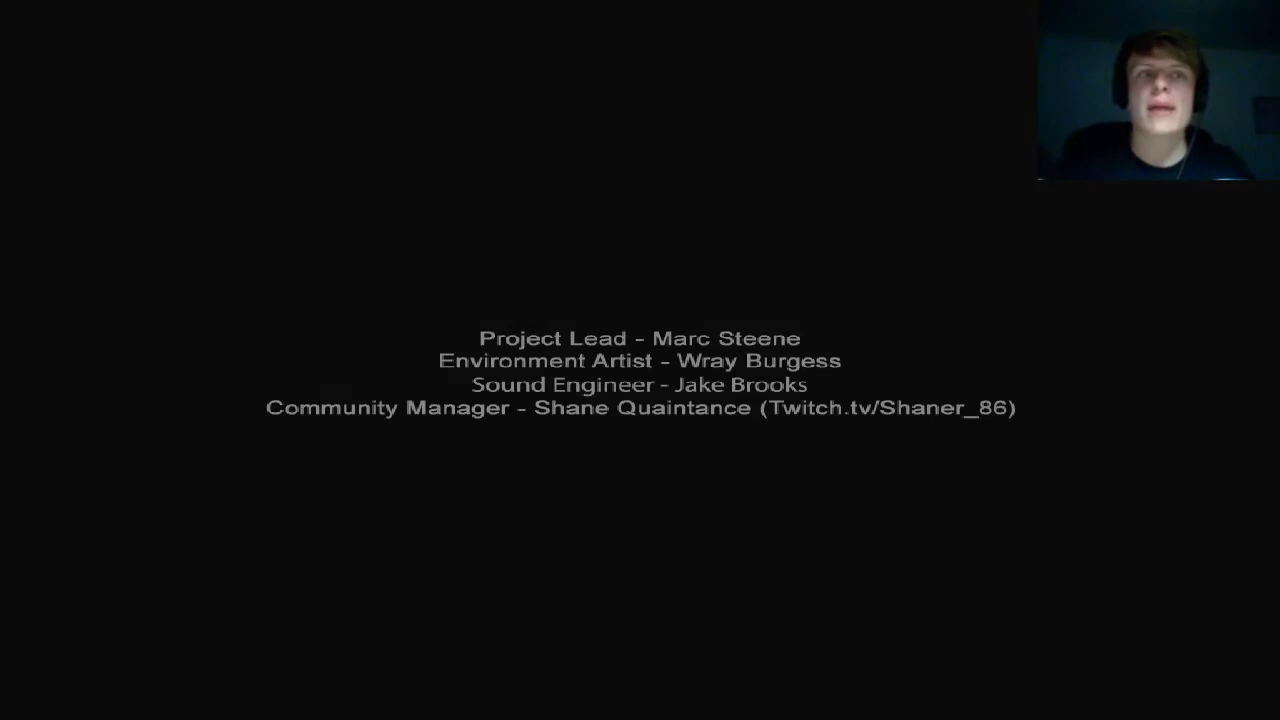 Project Lead - Marc Steene
Environment Artist - Wray Burgess
Sound Engineer - Jake Brooks
Community Manager - Shane Quaintance (Twitch.tv/Shaner_86)